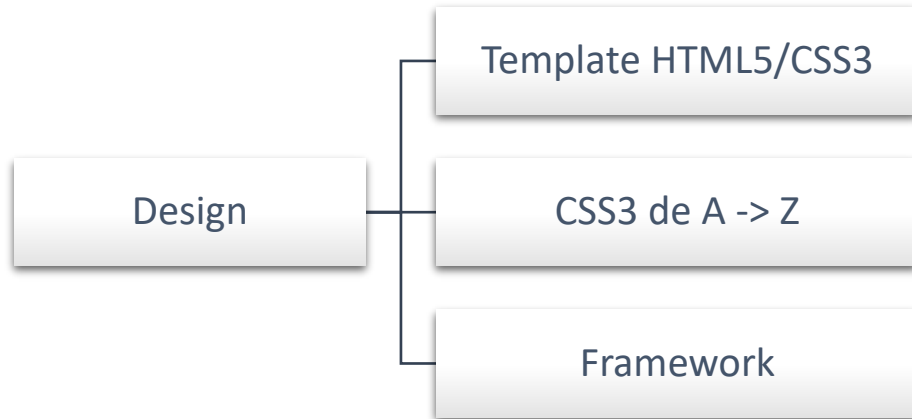 Template HTML5/CSS3
Design
CSS3 de A -> Z
Framework